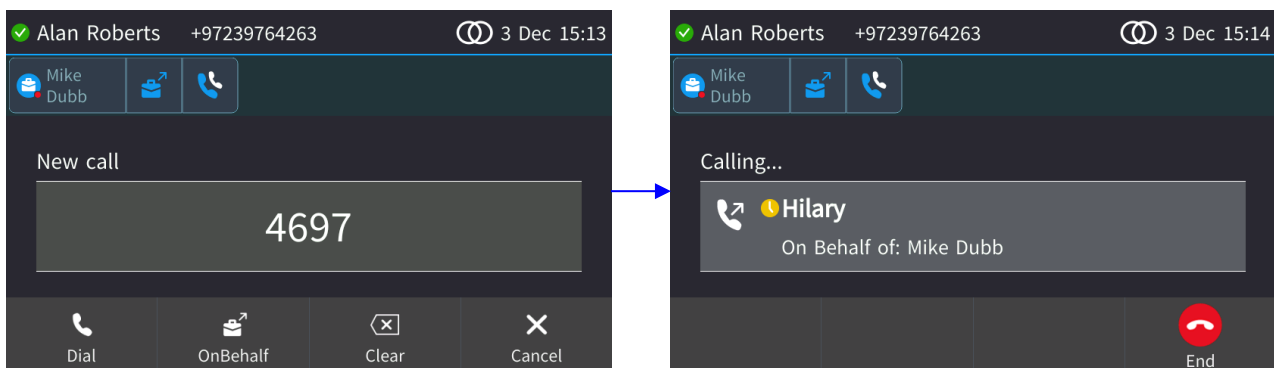 Alan Roberts +97239764263 3 Dec 15:13
Mike
Dubb
New call
4697
Dial OnBehalf Clear Cancel
Alan Roberts +97239764263 3 Dec 15:14
Mike
Dubb
Calling...
Hilary
On Behalf of: Mike Dubb
End